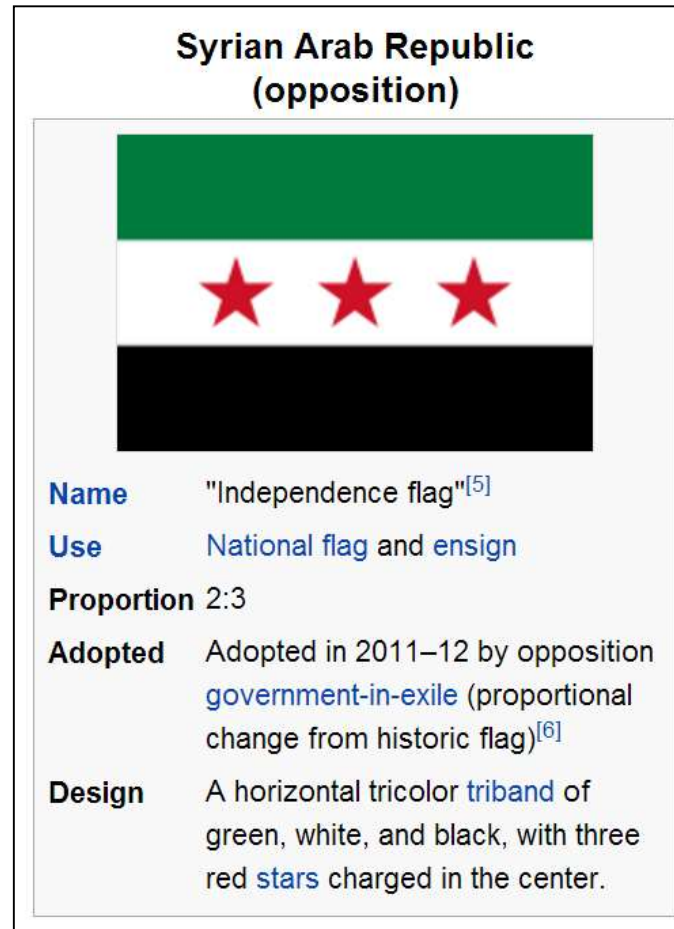 Syrian Arab Republic
(opposition)
Name "Independence flag"[5]
Use National flag and ensign
Proportion 2:3
Adopted Adopted in 2011–12 by opposition
government-in-exile (proportional
change from historic flag)[6]
Design A horizontal tricolor triband of
green, white, and black, with three
red stars charged in the center.